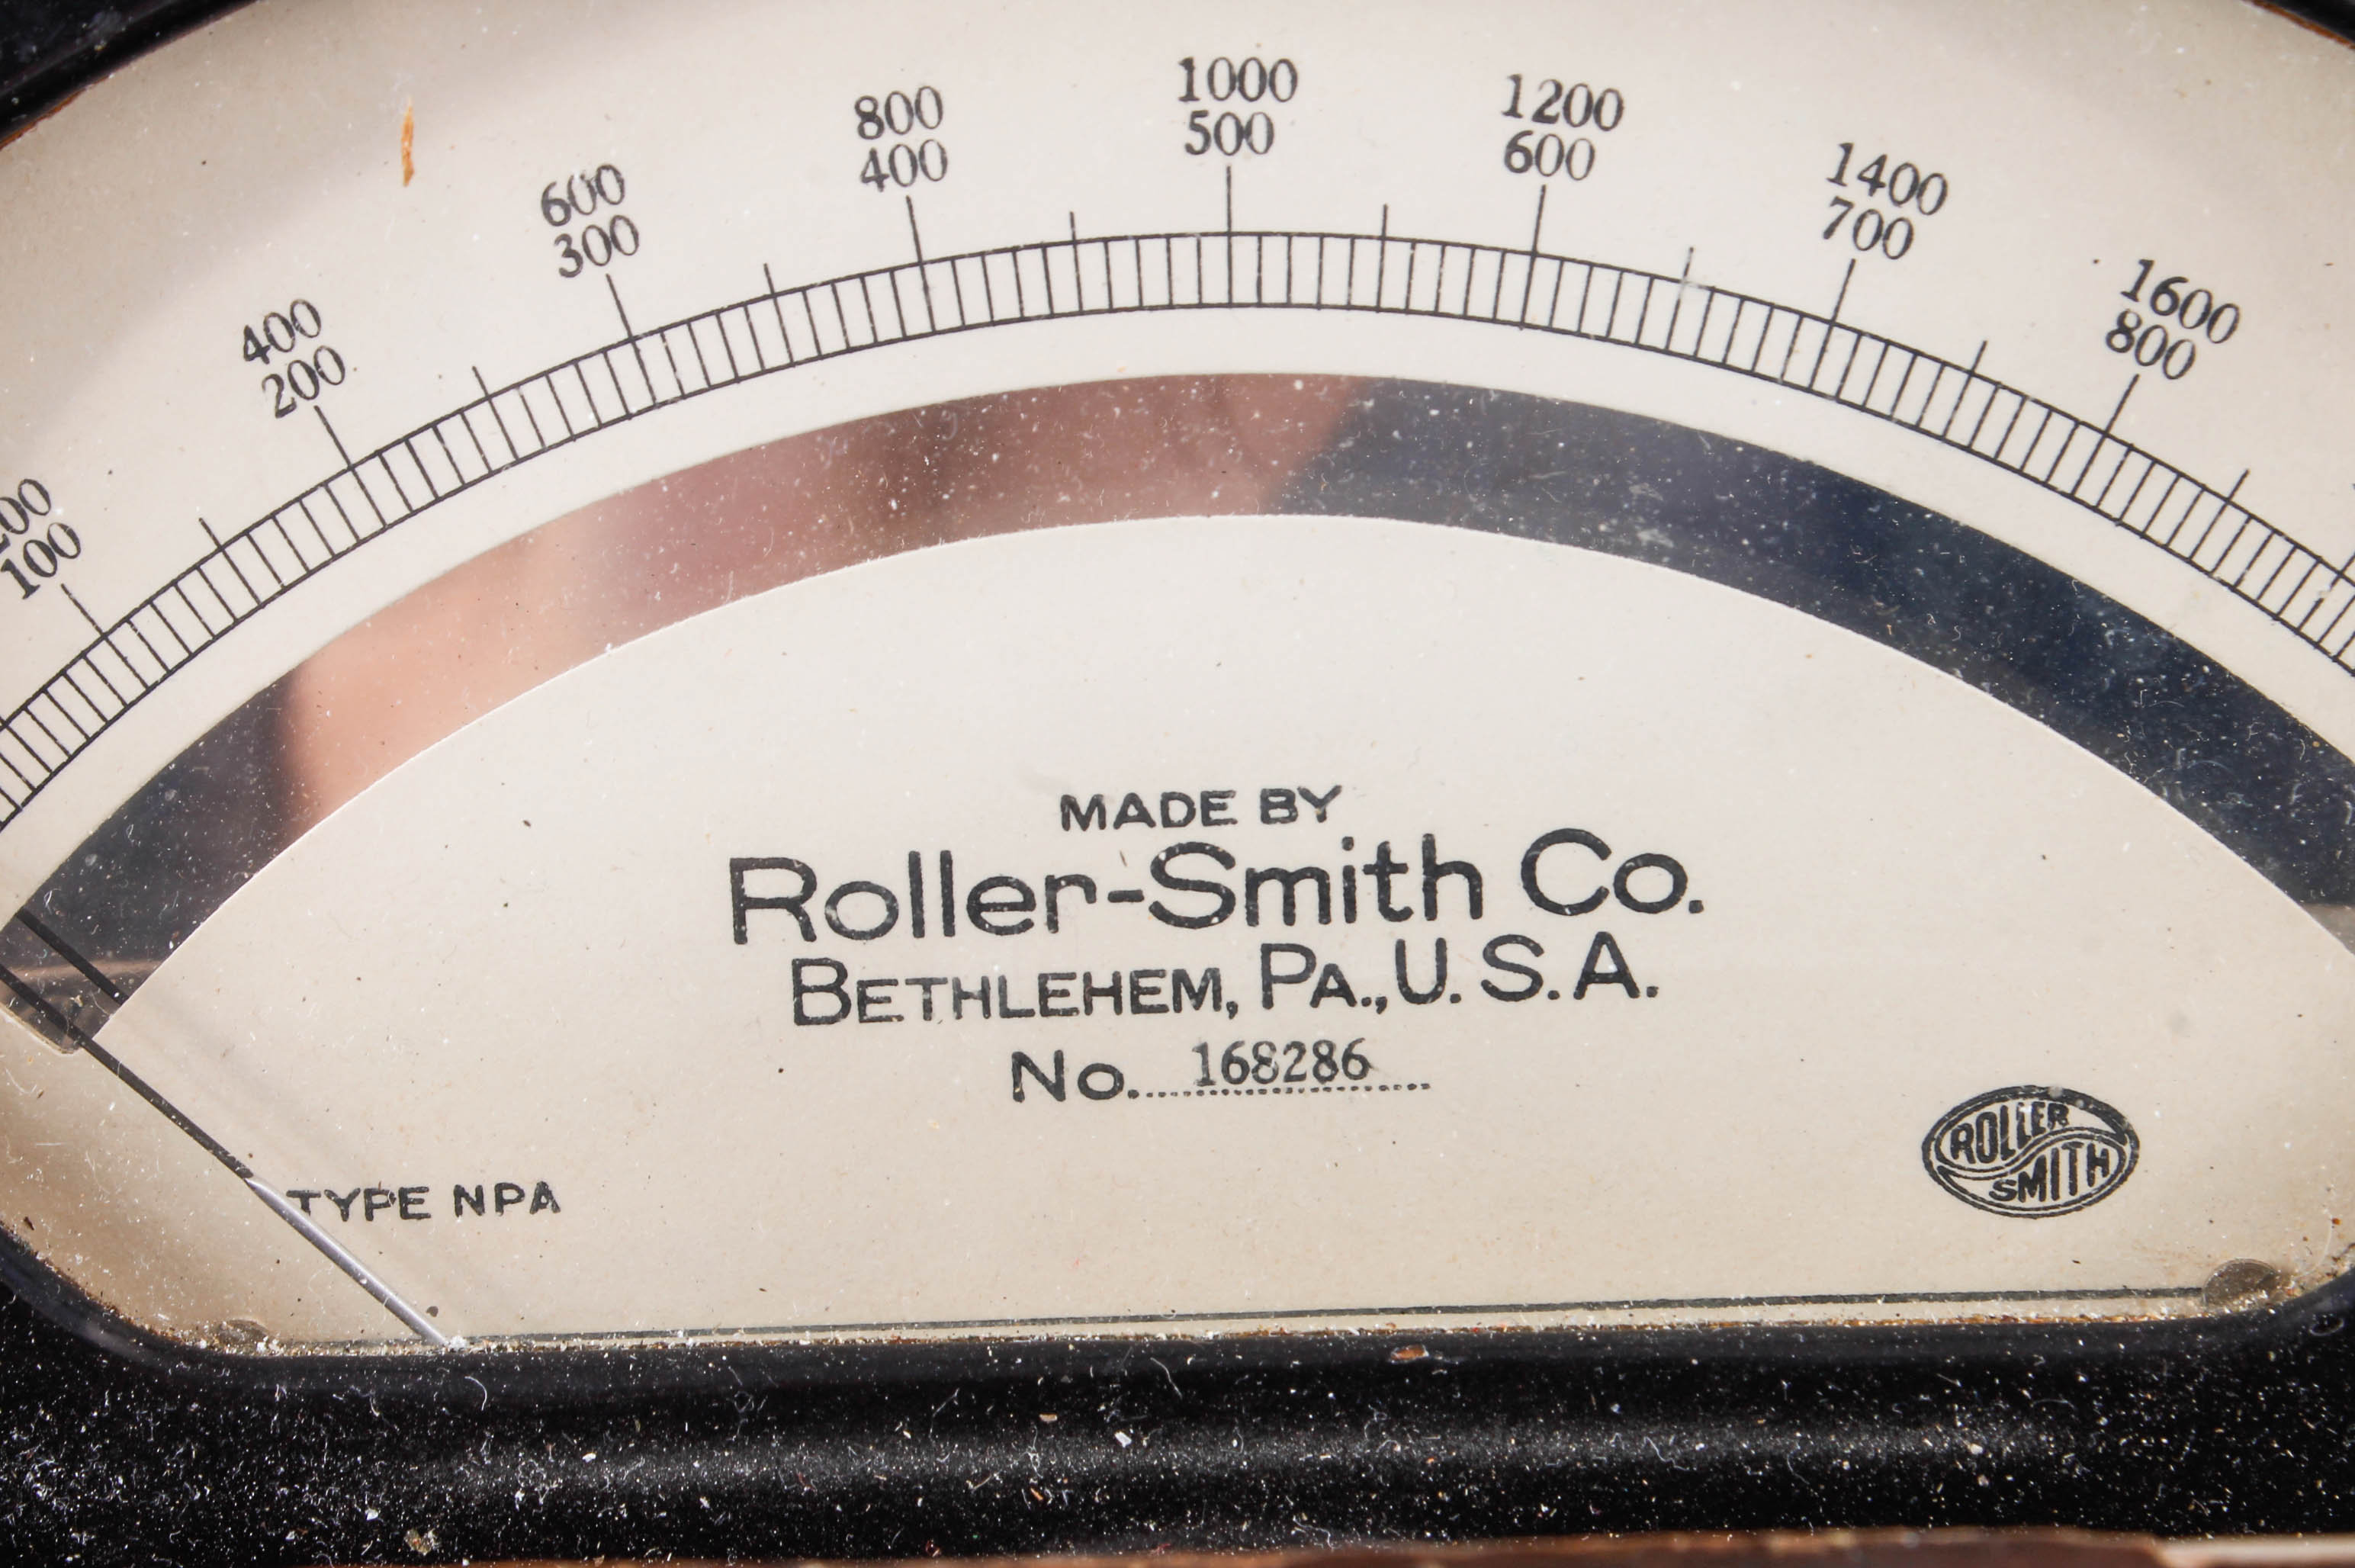 1000
500
1200
600
800
400
1400
700
600
300
1600
800
400
200
100
MADE BY
Roller-Smith Co.
BETHLEHEM, PA., U.S.A.
No. 168286
TYPE NPA
ROLLER
SMITH